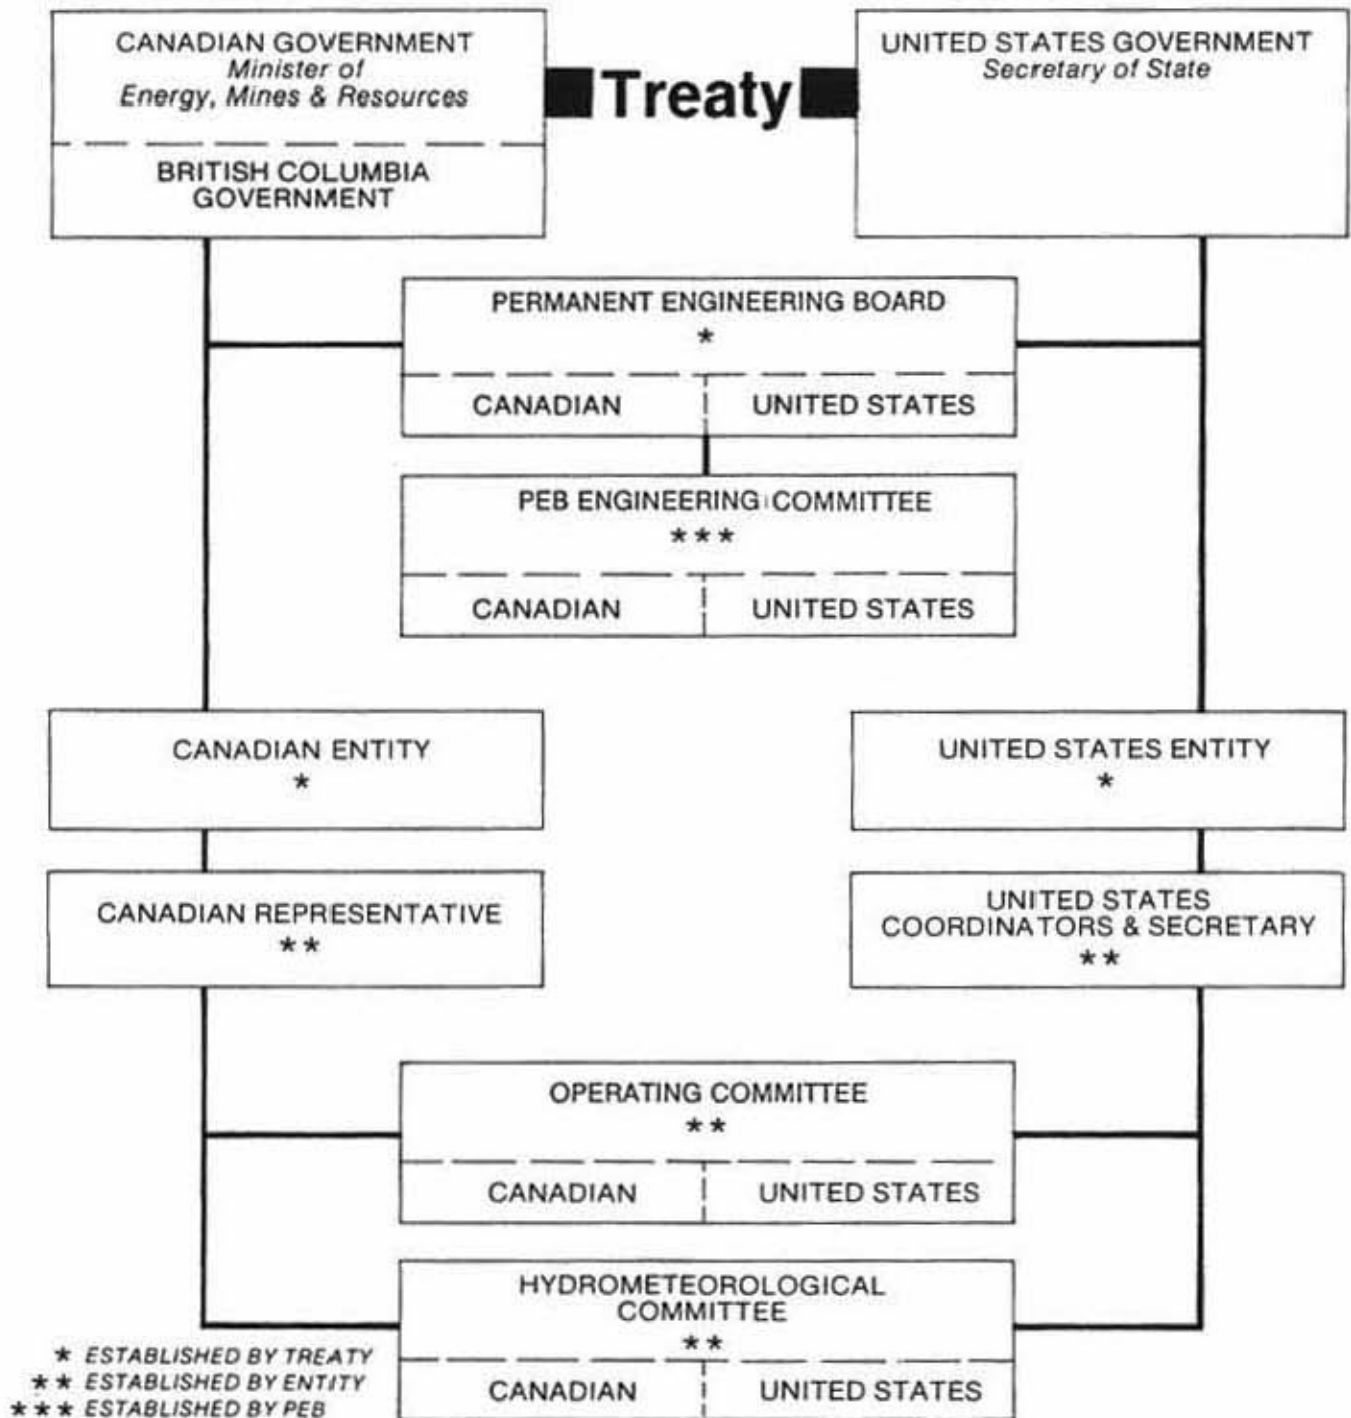 CANADIAN GOVERNMENT
Minister of
Energy, Mines & Resources
BRITISH COLUMBIA
GOVERNMENT
Treaty
UNITED STATES GOVERNMENT
Secretary of State
PERMANENT ENGINEERING BOARD
*
CANADIAN
UNITED STATES
PEB ENGINEERING COMMITTEE
***
CANADIAN
UNITED STATES
CANADIAN ENTITY
*
UNITED STATES ENTITY
*
CANADIAN REPRESENTATIVE
**
UNITED STATES
COORDINATORS & SECRETARY
**
OPERATING COMMITTEE
**
CANADIAN
UNITED STATES
HYDROMETEOROLOGICAL
COMMITTEE
**
CANADIAN
UNITED STATES
* ESTABLISHED BY TREATY
** ESTABLISHED BY ENTITY
*** ESTABLISHED BY PEB